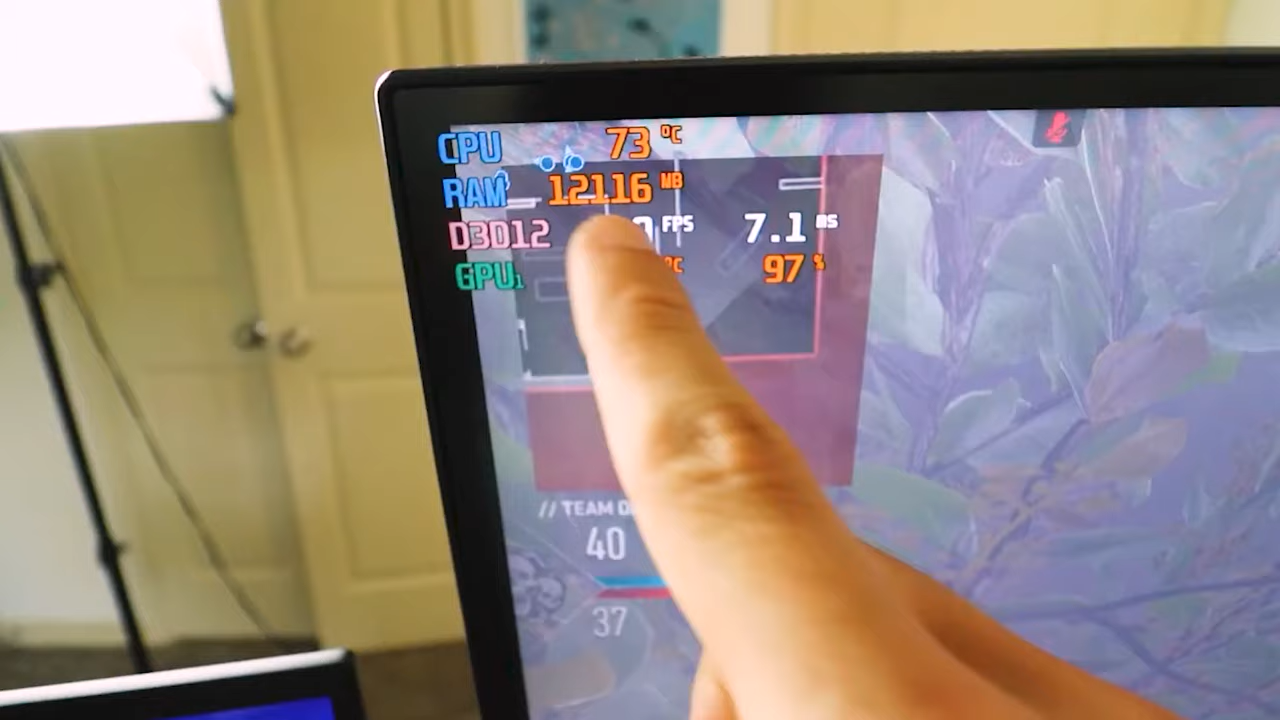 CPU 73 °C
RAM 12116 MB
D3D12 FPS 7.1 ms
GPU1 °C 97 %
// TEAM
40
37